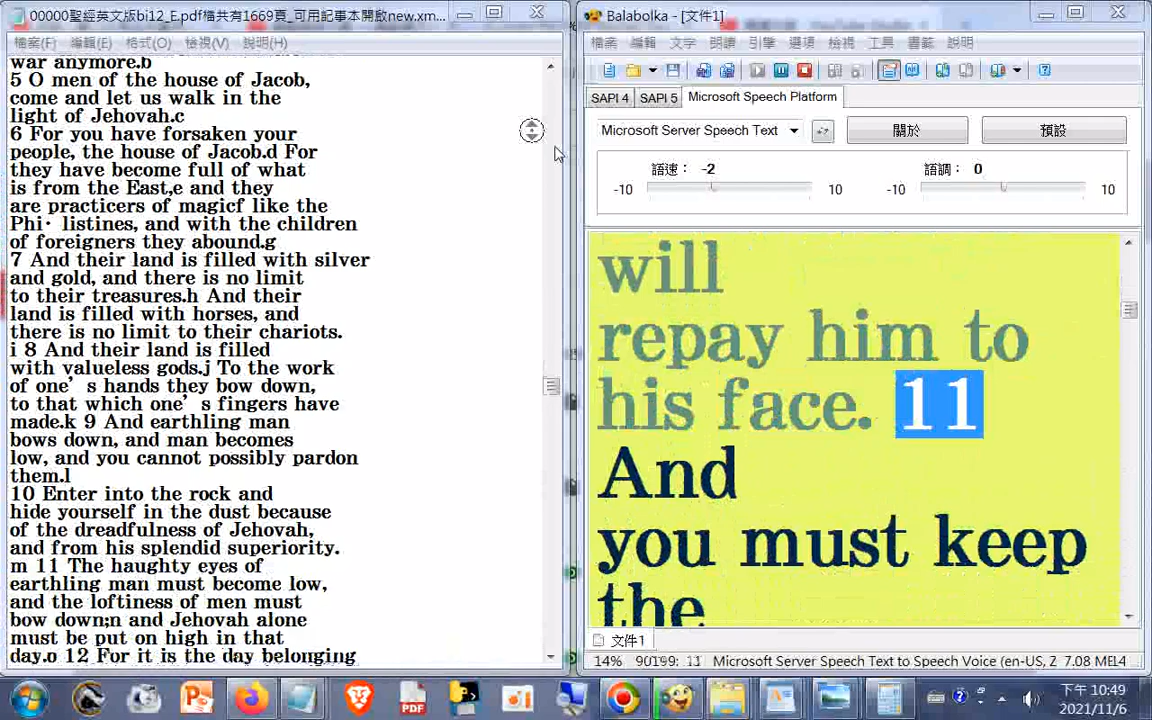 00000聖經英文版bi12_E.pdf檔共有1669頁_可用記事本開啟new.xm...
檔案(F) 編輯(E) 格式(O) 檢視(V) 說明(H)
war anymore.b
5 O men of the house of Jacob,
come and let us walk in the
light of Jehovah.c
6 For you have forsaken your
people, the house of Jacob.d For
they have become full of what
is from the East,e and they
are practicers of magicf like the
Phi· listines, and with the children
of foreigners they abound.g
7 And their land is filled with silver
and gold, and there is no limit
to their treasures.h And their
land is filled with horses, and
there is no limit to their chariots.
i 8 And their land is filled
with valueless gods.j To the work
of one’s hands they bow down,
to that which one’s fingers have
made.k 9 And earthling man
bows down, and man becomes
low, and you cannot possibly pardon
them.l
10 Enter into the rock and
hide yourself in the dust because
of the dreadfulness of Jehovah,
and from his splendid superiority.
m 11 The haughty eyes of
earthling man must become low,
and the loftiness of men must
bow down;n and Jehovah alone
must be put on high in that
day.o 12 For it is the day belonging
Balabolka - [文件1]
檔案 編輯 文字 朗讀 引擎 選項 檢視 工具 書籤 說明
SAPI 4 SAPI 5 Microsoft Speech Platform
Microsoft Server Speech Text 關於 預設
語速: -2 語調: 0
-10 10 -10 10
will
repay him to
his face. 11
And
you must keep
the
文件1
14% 90199: 11 Microsoft Server Speech Text to Speech Voice (en-US, Z 7.08 MB
下午 10:49
2021/11/6